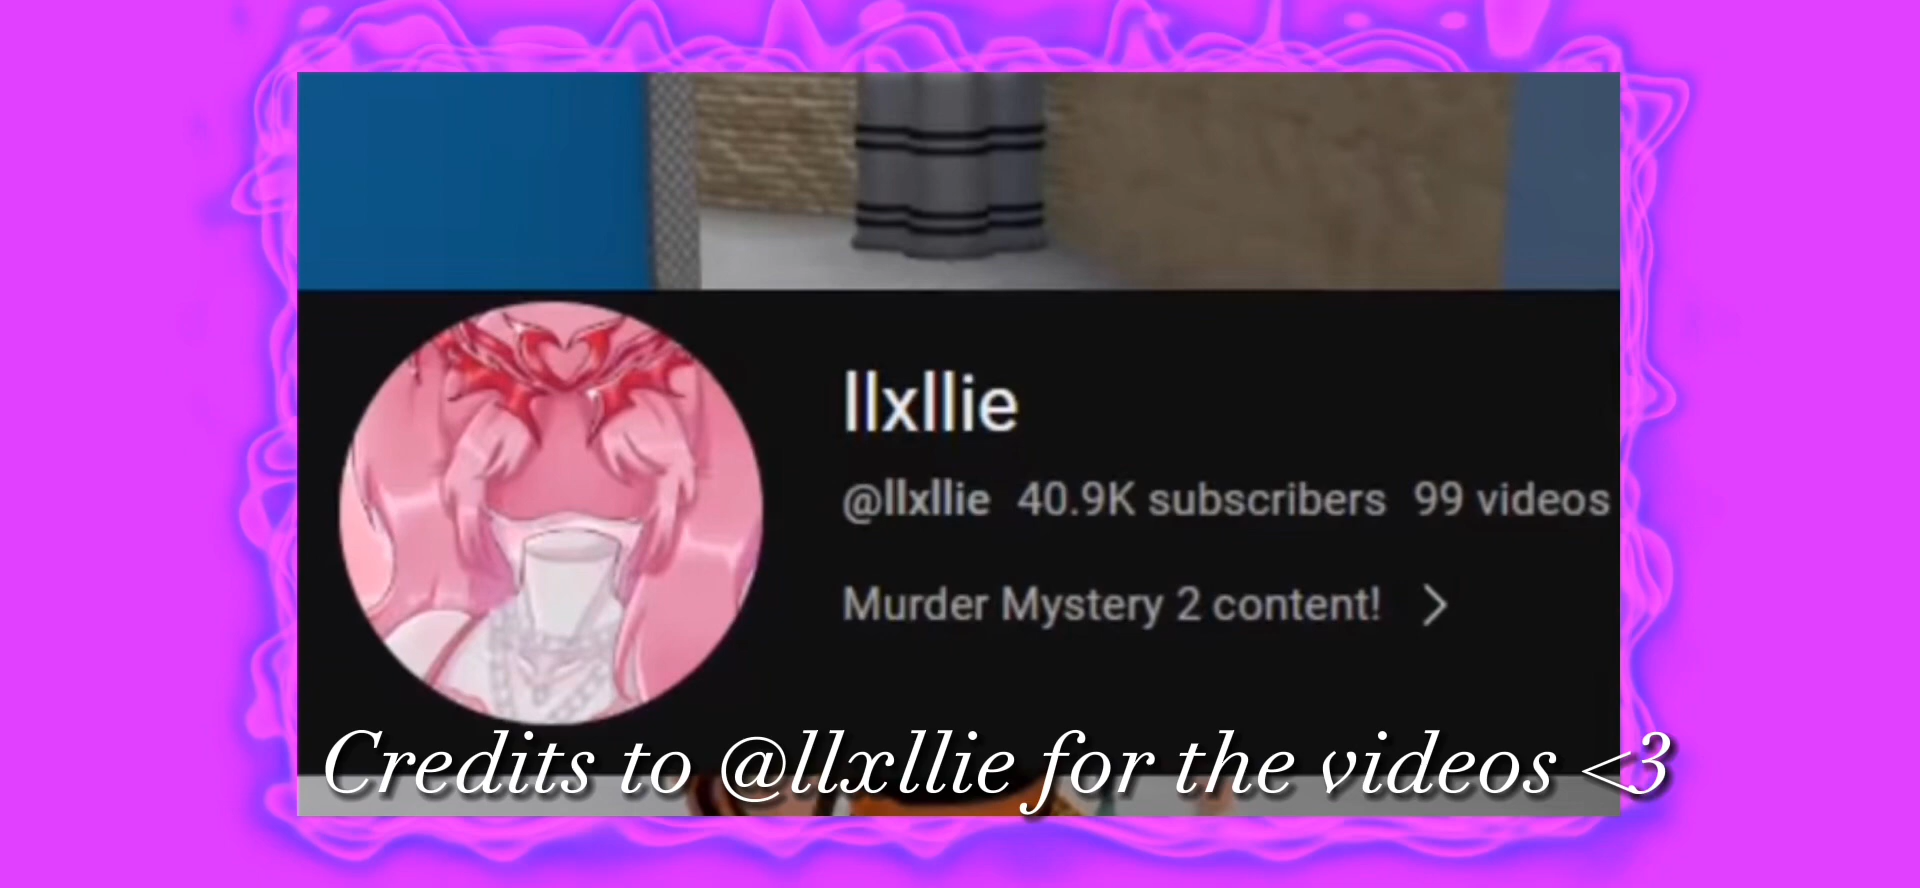 llxllie
@llxllie 40.9K subscribers 99 videos
Murder Mystery 2 content!
Credits to @llxllie for the videos <3